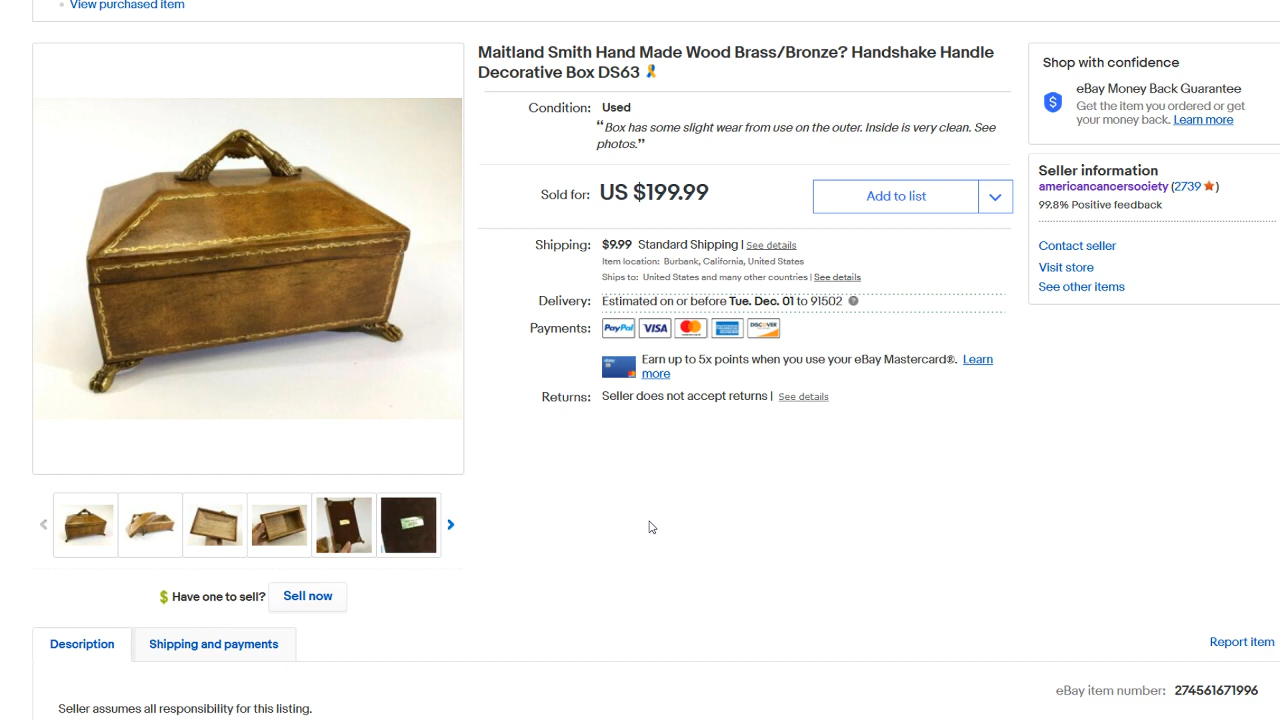 View purchased item
Maitland Smith Hand Made Wood Brass/Bronze? Handshake Handle
Decorative Box DS63
Condition: Used
“Box has some slight wear from use on the outer. Inside is very clean. See
photos.”
Sold for: US $199.99
Add to list
Shipping: $9.99 Standard Shipping | See details
Item location: Burbank, California, United States
Ships to: United States and many other countries | See details
Delivery: Estimated on or before Tue. Dec. 01 to 91502 ?
Payments: PayPal VISA DISCOVER
Earn up to 5x points when you use your eBay Mastercard®. Learn
more
Returns: Seller does not accept returns | See details
Shop with confidence
eBay Money Back Guarantee
Get the item you ordered or get
your money back. Learn more
Seller information
americancancersociety (2739 )
99.8% Positive feedback
Contact seller
Visit store
See other items
$ Have one to sell? Sell now
Description
Shipping and payments
Report item
eBay item number: 274561671996
Seller assumes all responsibility for this listing.